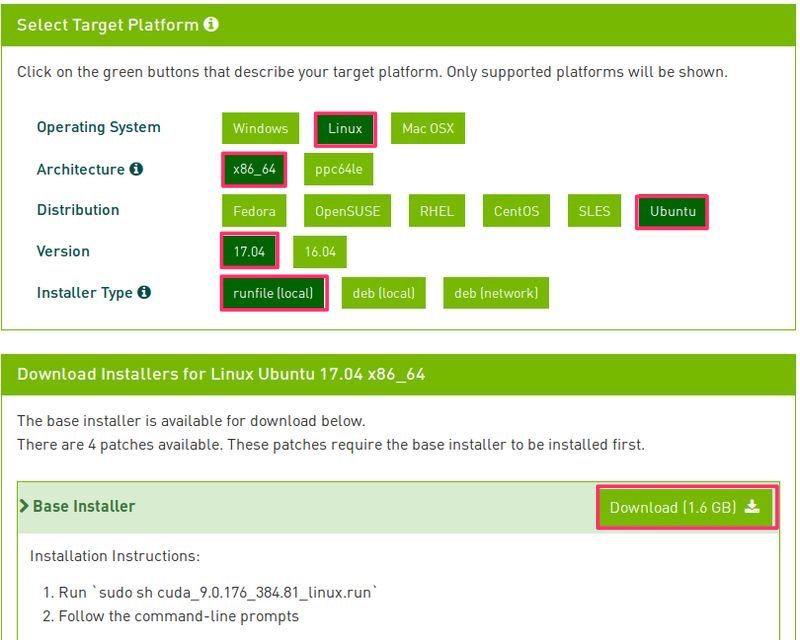 Select Target Platform
Click on the green buttons that describe your target platform. Only supported platforms will be shown.
Operating System Windows Linux Mac OSX
Architecture x86_64 ppc64le
Distribution Fedora OpenSUSE RHEL CentOS SLES Ubuntu
Version 17.04 16.04
Installer Type runfile (local) deb (local) deb (network)
Download Installers for Linux Ubuntu 17.04 x86_64
The base installer is available for download below.
There are 4 patches available. These patches require the base installer to be installed first.
Base Installer Download (1.6 GB)
Installation Instructions:
1. Run `sudo sh cuda_9.0.176_384.81_linux.run`
2. Follow the command-line prompts